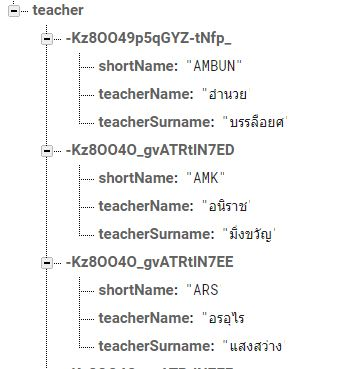 teacher
-Kz8OO49p5qGYZ-tNfp_
shortName: "AMBUN"
teacherName: "อำนวย'
teacherSurname: "บรรลือยศ'
-Kz8OO4O_gvATRtIN7ED
shortName: "AMK"
teacherName: "อนิราช'
teacherSurname: "มิ่งขวัญ'
-Kz8OO4O_gvATRtIN7EE
shortName: "ARS
teacherName: "อรอุไร
teacherSurname: "แสงสว่าง